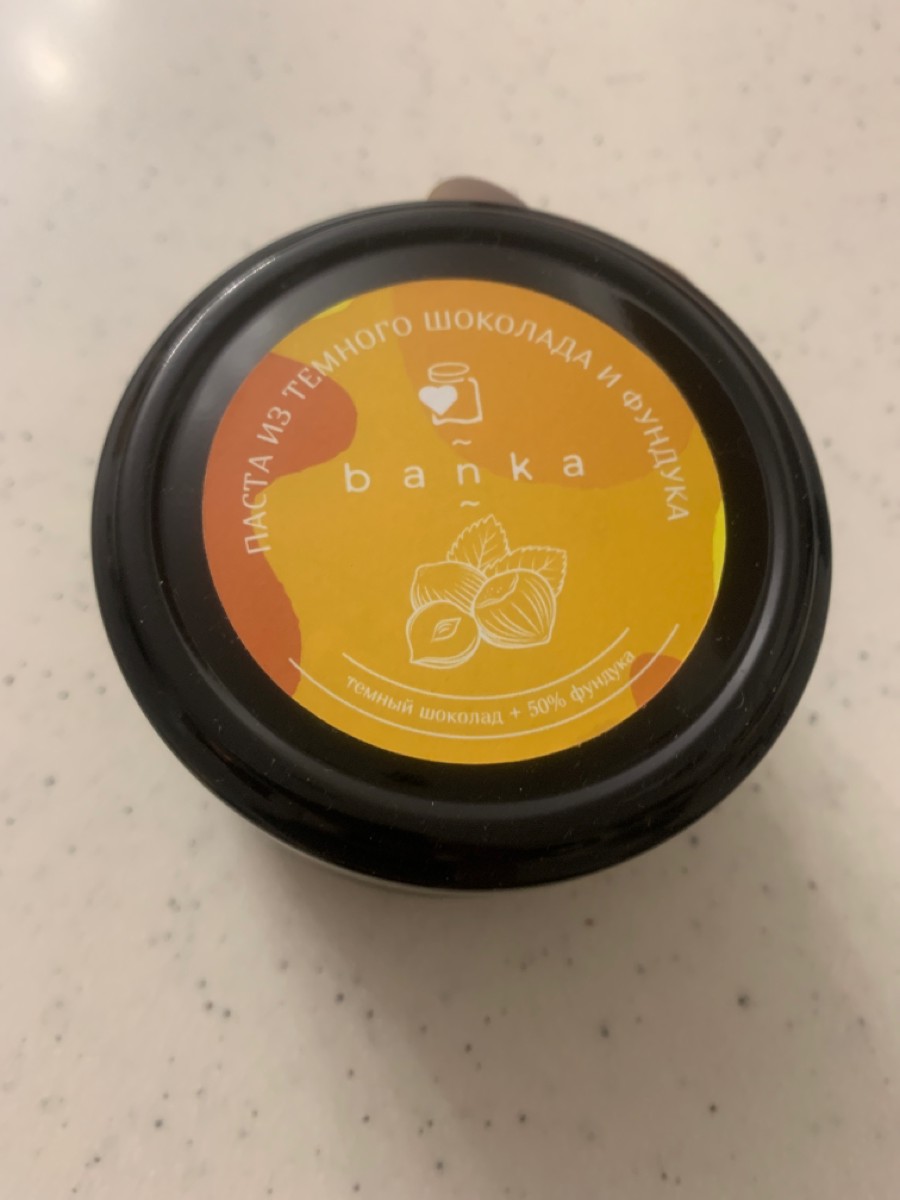 ПАСТА ИЗ ТЕМНОГО ШОКОЛАДА И ФУНДУКА
~
banka
~
темный шоколад + 50% фундука